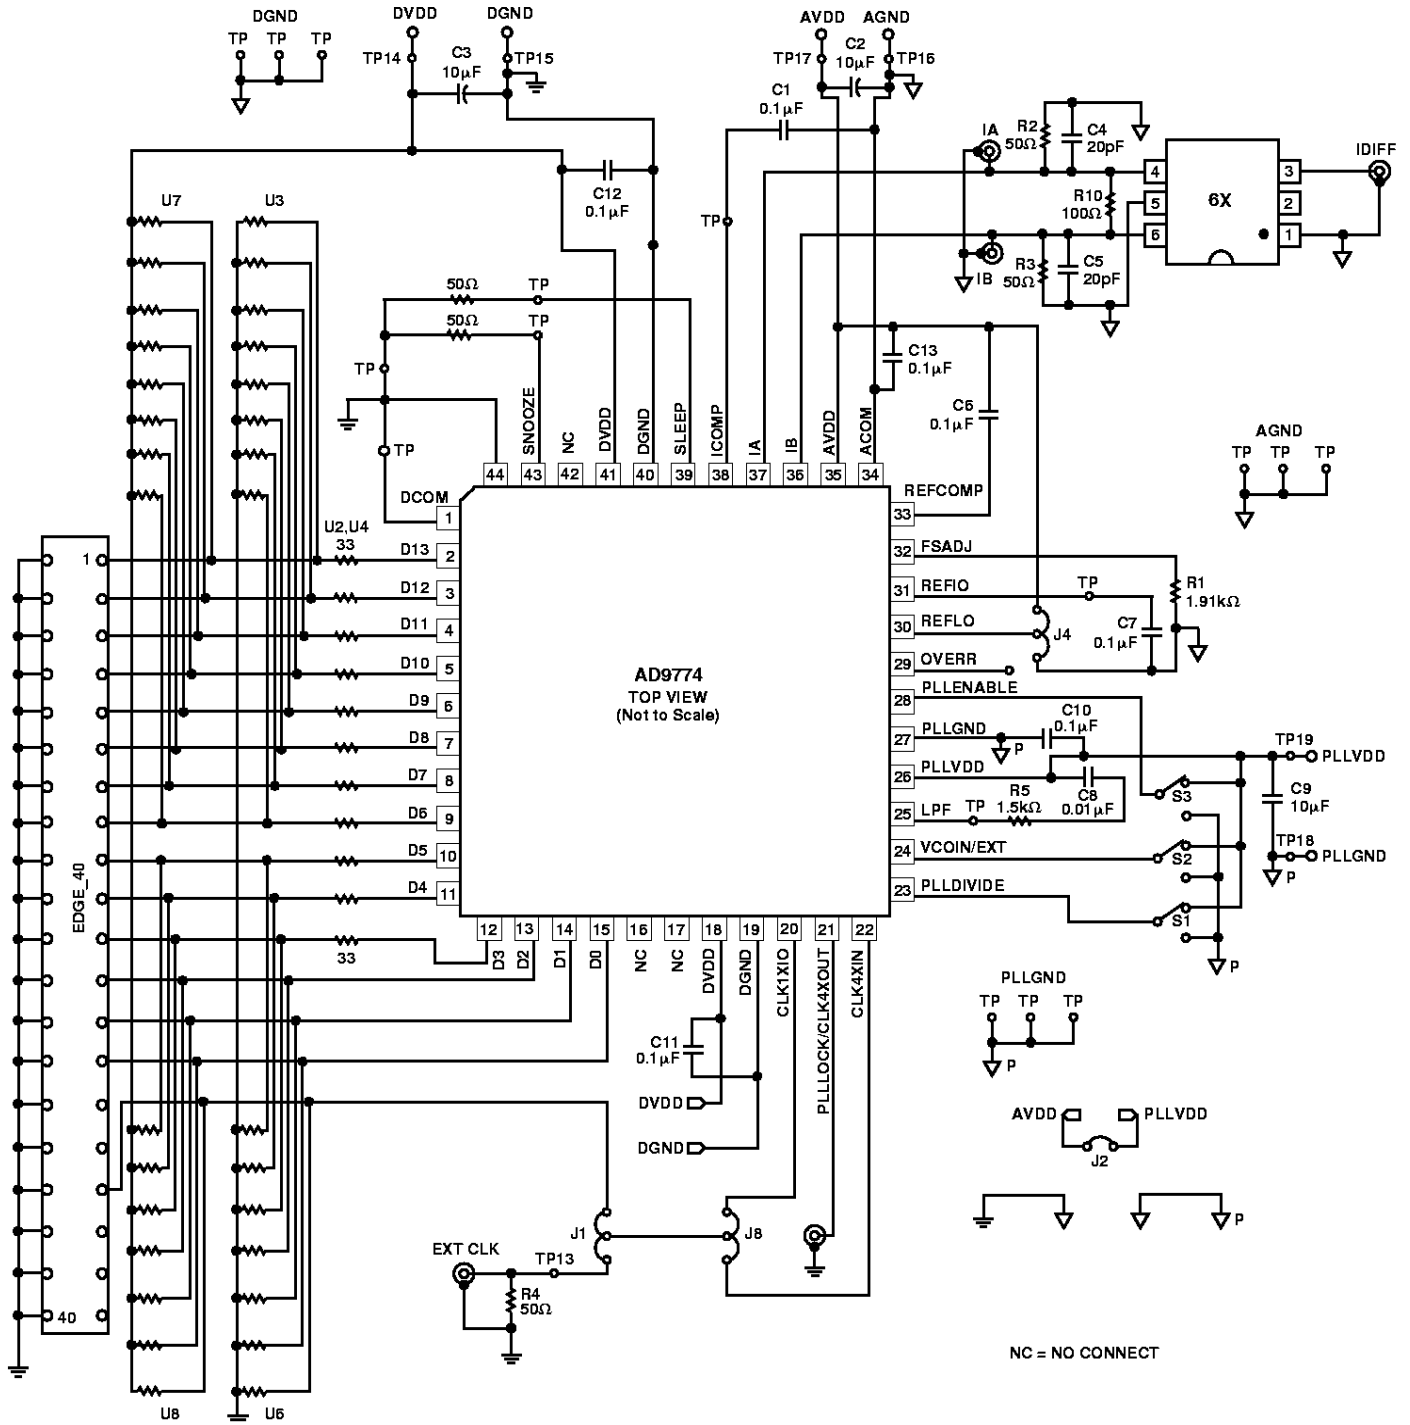 DGND
TP TP TP
DVDD
TP14
C3
10µF
DGND
TP15
AVDD
TP17
C2
10µF
AGND
TP16
C1
0.1µF
C12
0.1µF
IA
R2
50Ω
C4
20pF
R10
100Ω
4
5
6
6X
3
2
1
IDIFF
IB
R3
50Ω
C5
20pF
U7
U3
TP
50Ω
TP
50Ω
TP
TP
TP
C13
0.1µF
C6
0.1µF
SNOOZE
NC
DVDD
DGND
SLEEP
ICOMP
IA
IB
AVDD
ACOM
44 43 42 41 40 39 38 37 36 35 34
AGND
TP TP TP
DCOM
1
U2,U4
33
D13
2
D12
3
D11
4
D10
5
D9
6
D8
7
D7
8
D6
9
D5
10
D4
11
33
AD9774
TOP VIEW
(Not to Scale)
REFCOMP
33
32
FSADJ
31
REFIO
TP
30
REFLO
29
OVERR
28
PLLENABLE
27
PLLGND
26
PLLVDD
25
LPF
TP
24
VCOIN/EXT
23
PLLDIVIDE
R1
1.91kΩ
C7
0.1µF
J4
C10
0.1µF
P
R5
1.5kΩ
C8
0.01µF
S3
S2
S1
P
TP19
PLLVDD
C9
10µF
TP18
PLLGND
P
1
EDGE_40
40
12 13 14 15 16 17 18 19 20 21 22
D3
D2
D1
D0
NC
NC
DVDD
DGND
CLK1XIO
PLLLOCK/CLK4XOUT
CLK4XIN
C11
0.1µF
DVDD
DGND
PLLGND
TP TP TP
P
AVDD
PLLVDD
J2
P
J1
J8
EXT CLK
TP13
R4
50Ω
U8
U6
NC = NO CONNECT